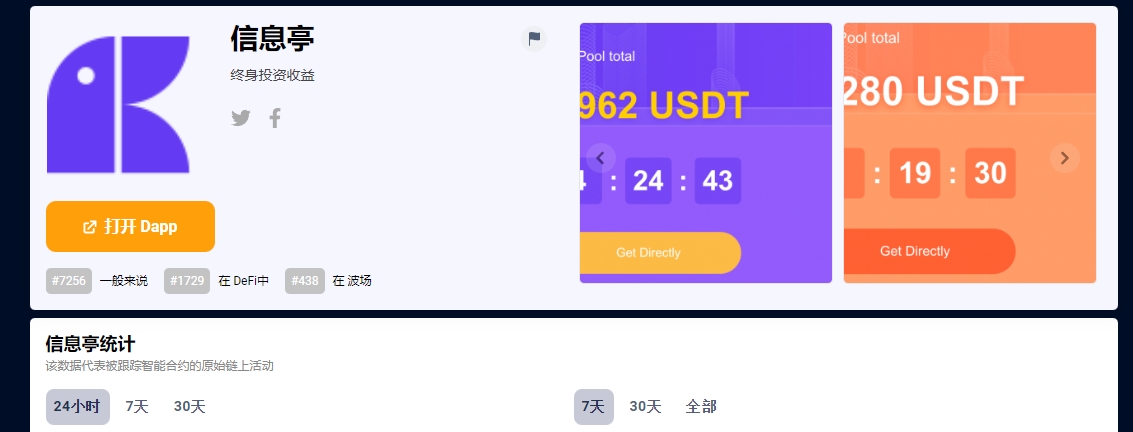 信息亭
终身投资收益
打开 Dapp
#7256 一般来说 #1729 在 DeFi中 #438 在 波场
Pool total
962 USDT
4 : 24 : 43
Get Directly
Pool total
280 USDT
: 19 : 30
Get Directly
信息亭统计
该数据代表被跟踪智能合约的原始链上活动
24小时 7天 30天
7天 30天 全部